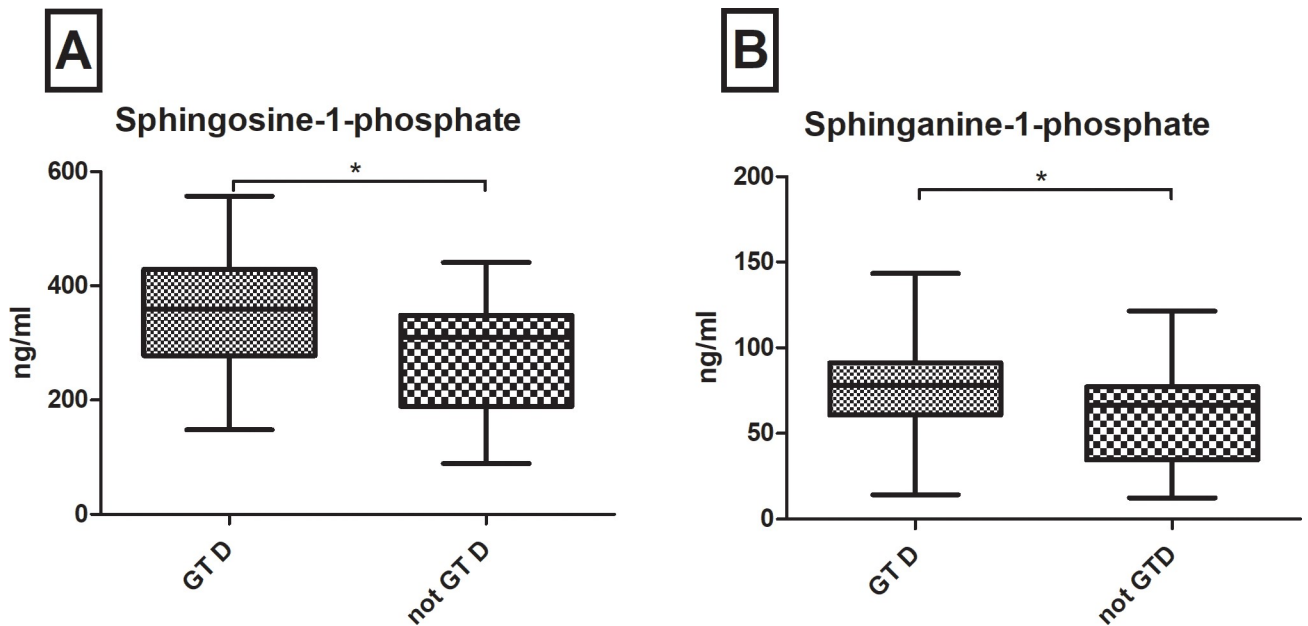 A
Sphingosine-1-phosphate
*
600
400
200
0
ng/ml
GT D
not GT D
B
Sphinganine-1-phosphate
*
200
150
100
50
0
ng/ml
GT D
not GTD